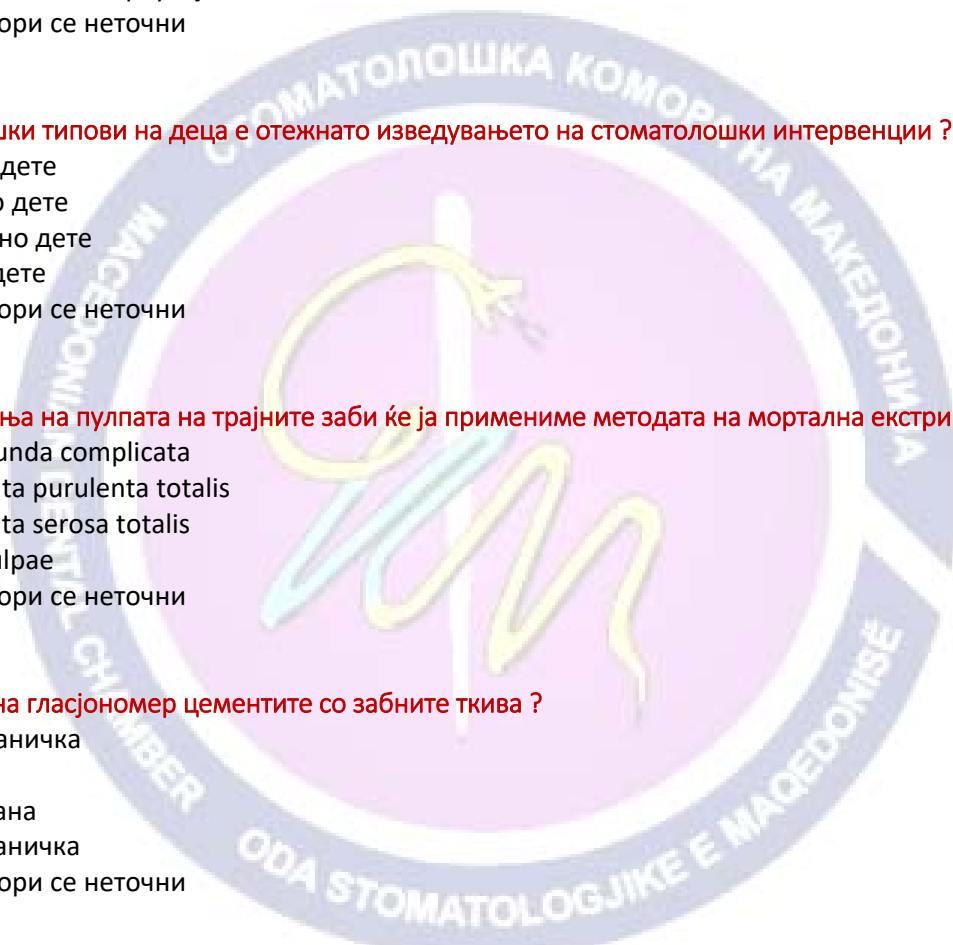 ори се неточни
шки типови на деца е отежнато изведувањето на стоматолошки интервенции ?
дете
о дете
но дете
дете
ори се неточни
ња на пулпата на трајните заби ќе ја примениме методата на мортална екстри
unda complicata
ta purulenta totalis
ta serosa totalis
ulpae
ори се неточни
на гласјономер цементите со забните ткива ?
аничка
ана
аничка
ори се неточни
СТОМАТОЛОШКА КОМОРА НА МАКЕДОНИЈА
MACEDONIAN DENTAL CHAMBER
ODA STOMATOLOGJIKE E MAQEDONISË